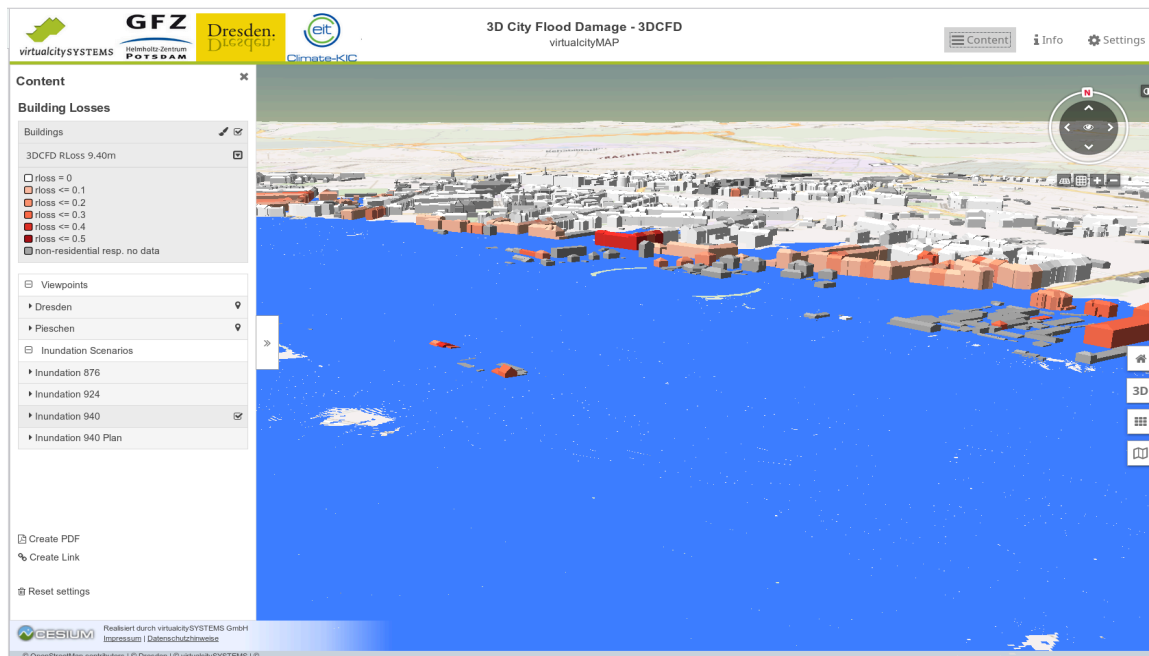 virtualcitySYSTEMS
GFZ
Helmholtz-Zentrum
POTSDAM
Dresden.
Dresden.
eit
Climate-KIC
3D City Flood Damage - 3DCFD
virtualcityMAP
Content
Info
Settings
Content
Building Losses
Buildings
3DCFD RLoss 9.40m
rloss = 0
rloss <= 0.1
rloss <= 0.2
rloss <= 0.3
rloss <= 0.4
rloss <= 0.5
non-residential resp. no data
Viewpoints
Dresden
Pieschen
Inundation Scenarios
Inundation 876
Inundation 924
Inundation 940
Inundation 940 Plan
Create PDF
Create Link
Reset settings
CESIUM
Realisiert durch virtualcitySYSTEMS GmbH
Impressum | Datenschutzhinweise
© OpenStreetMap contributors | © Dresden | © virtualcitySYSTEMS | ©
N
3D